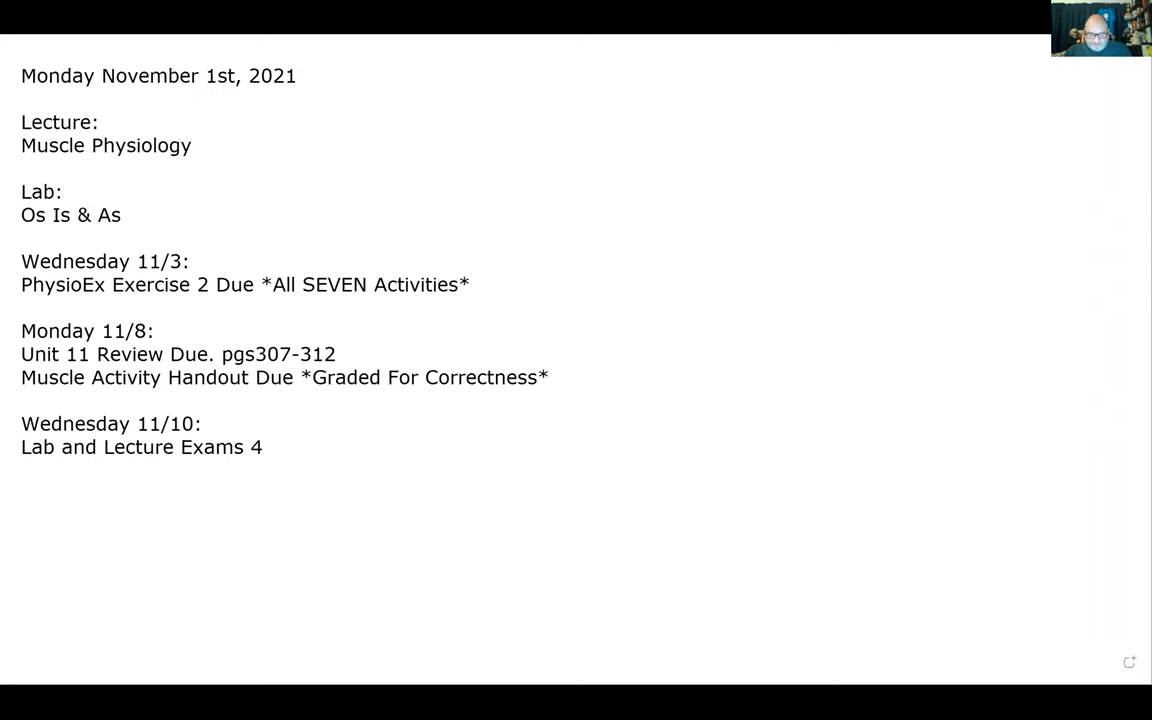 Monday November 1st, 2021
Lecture:
Muscle Physiology
Lab:
Os Is & As
Wednesday 11/3:
PhysioEx Exercise 2 Due *All SEVEN Activities*
Monday 11/8:
Unit 11 Review Due. pgs307-312
Muscle Activity Handout Due *Graded For Correctness*
Wednesday 11/10:
Lab and Lecture Exams 4